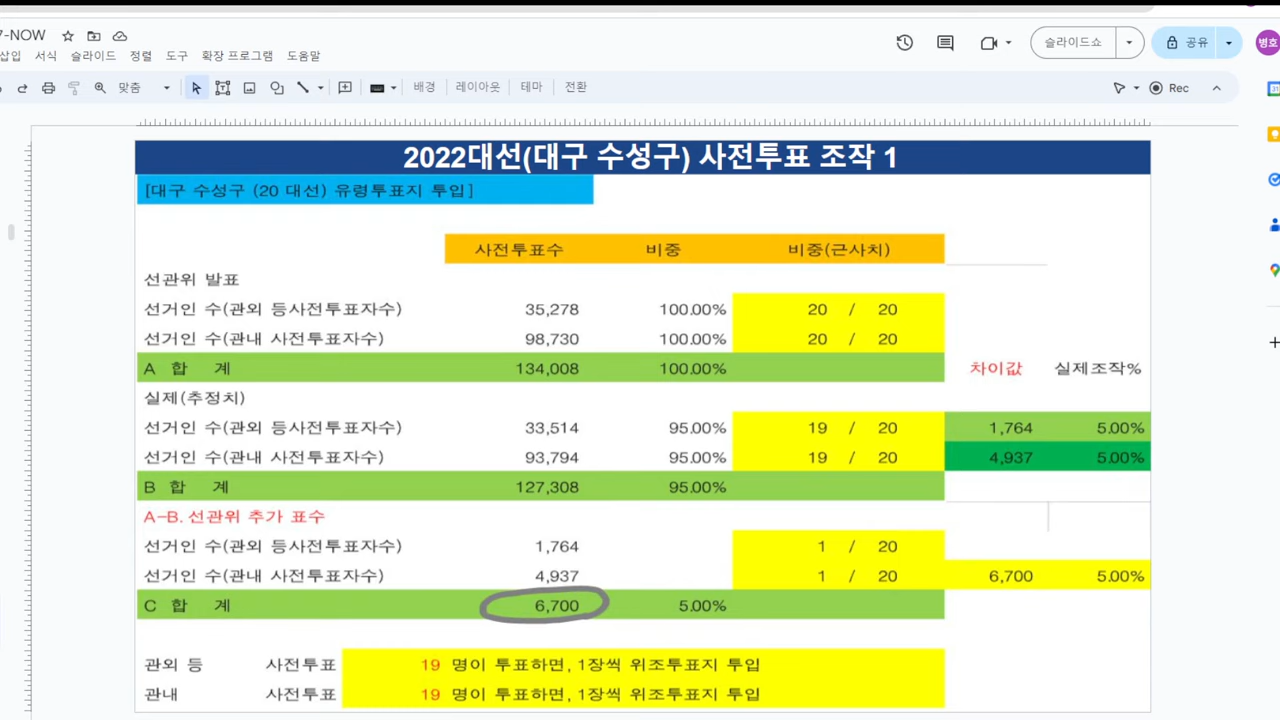 7-NOW
삽입 서식 슬라이드 정렬 도구 확장 프로그램 도움말
슬라이드쇼 공유 병호
맞춤 배경 레이아웃 테마 전환 Rec
2022대선(대구 수성구) 사전투표 조작 1
[대구 수성구 (20 대선) 유령투표지 투입]
사전투표수 비중 비중(근사치)
선관위 발표
선거인 수(관외 등사전투표자수) 35,278 100.00% 20 / 20
선거인 수(관내 사전투표자수) 98,730 100.00% 20 / 20
A 합 계 134,008 100.00% 차이값 실제조작%
실제(추정치)
선거인 수(관외 등사전투표자수) 33,514 95.00% 19 / 20 1,764 5.00%
선거인 수(관내 사전투표자수) 93,794 95.00% 19 / 20 4,937 5.00%
B 합 계 127,308 95.00%
A-B. 선관위 추가 표수
선거인 수(관외 등사전투표자수) 1,764 1 / 20
선거인 수(관내 사전투표자수) 4,937 1 / 20 6,700 5.00%
C 합 계 6,700 5.00%
관외 등 사전투표 19 명이 투표하면, 1장씩 위조투표지 투입
관내 사전투표 19 명이 투표하면, 1장씩 위조투표지 투입